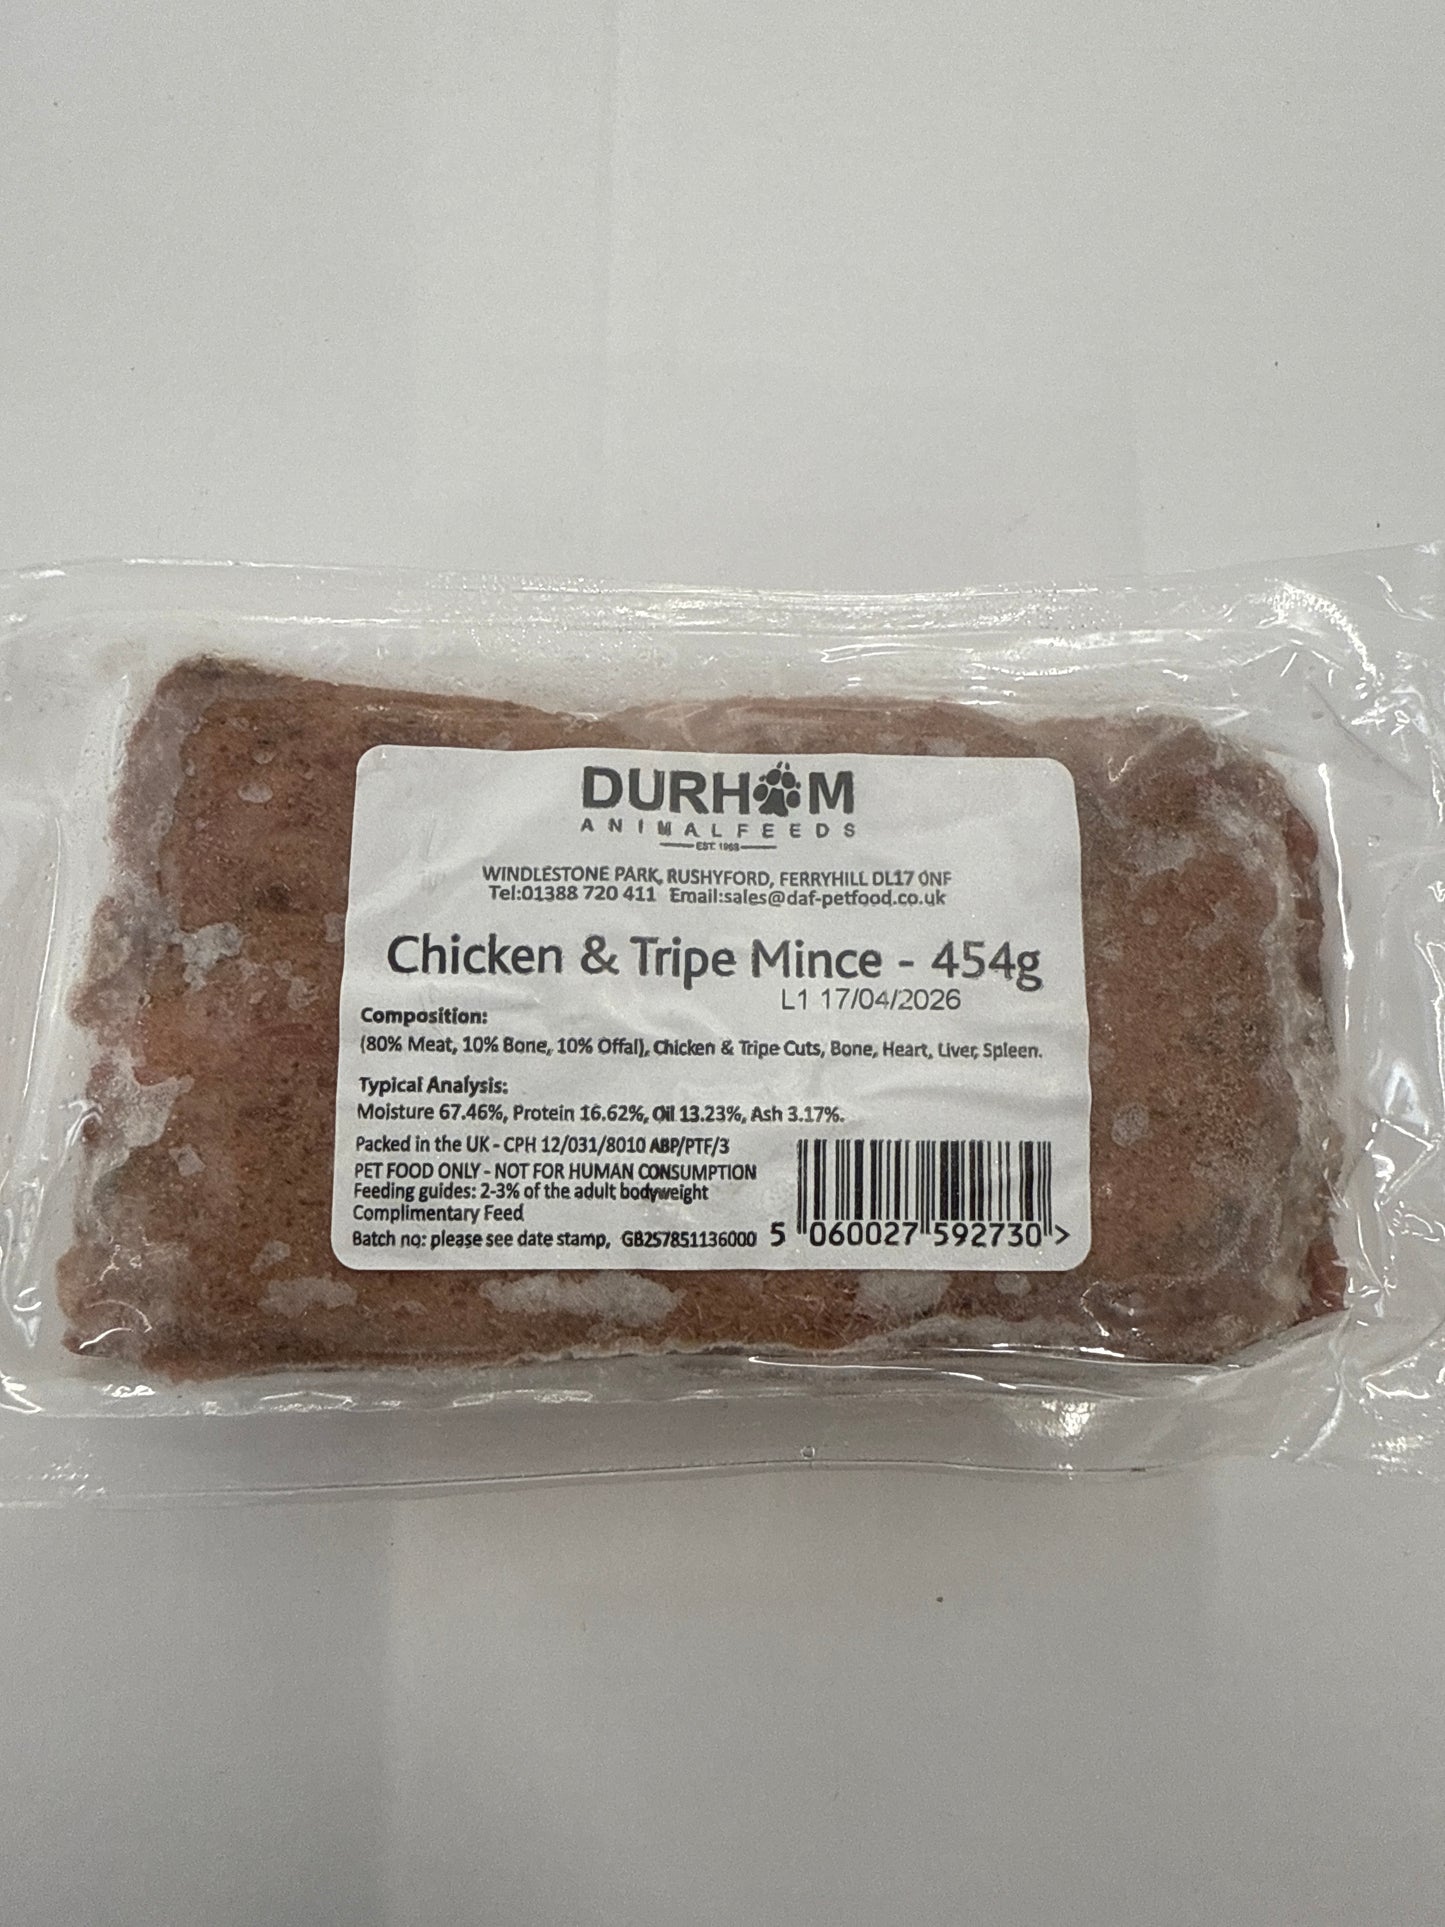 DURHAM
ANIMAL FEEDS
EST. 1968
WINDLESTONE PARK, RUSHYFORD, FERRYHILL DL17 0NF
Tel:01388 720 411 Email:sales@daf-petfood.co.uk
Chicken & Tripe Mince - 454g
L1 17/04/2026
Composition:
(80% Meat, 10% Bone, 10% Offal), Chicken & Tripe Cuts, Bone, Heart, Liver, Spleen.
Typical Analysis:
Moisture 67.46%, Protein 16.62%, Oil 13.23%, Ash 3.17%.
Packed in the UK - CPH 12/031/8010 ABP/PTF/3
PET FOOD ONLY - NOT FOR HUMAN CONSUMPTION
Feeding guides: 2-3% of the adult bodyweight
Complimentary Feed
Batch no: please see date stamp, GB257851136000
5 060027 592730 >